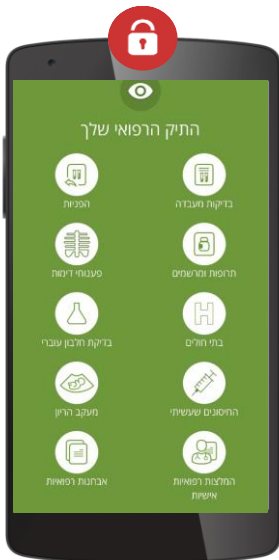 התיק הרפואי שלך
בדיקות מעבדה
הפניות
תרופות ומרשמים
פענוחי דימות
בתי חולים
בדיקת חלבון עוברי
החיסונים שעשיתי
מעקב הריון
המלצות רפואיות
אישיות
אבחנות רפואיות